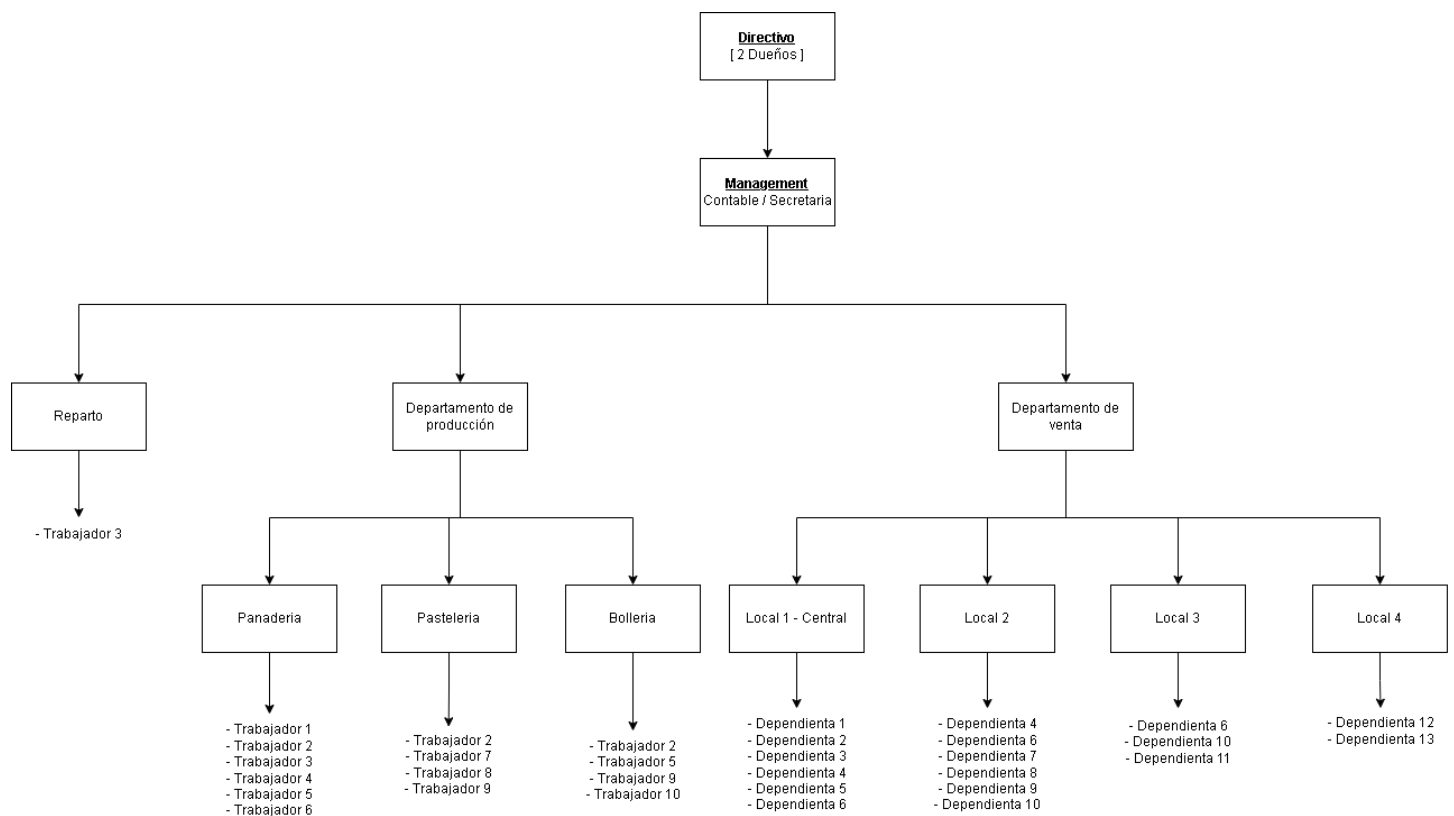 Directivo
[ 2 Dueños ]
Management
Contable / Secretaria
Reparto
Departamento de
producción
Departamento de
venta
- Trabajador 3
Panaderia
Pasteleria
Bolleria
Local 1 - Central
Local 2
Local 3
Local 4
- Trabajador 1
- Trabajador 2
- Trabajador 3
- Trabajador 4
- Trabajador 5
- Trabajador 6
- Trabajador 2
- Trabajador 7
- Trabajador 8
- Trabajador 9
- Trabajador 2
- Trabajador 5
- Trabajador 9
- Trabajador 10
- Dependienta 1
- Dependienta 2
- Dependienta 3
- Dependienta 4
- Dependienta 5
- Dependienta 6
- Dependienta 4
- Dependienta 6
- Dependienta 7
- Dependienta 8
- Dependienta 9
- Dependienta 10
- Dependienta 6
- Dependienta 10
- Dependienta 11
- Dependienta 12
- Dependienta 13